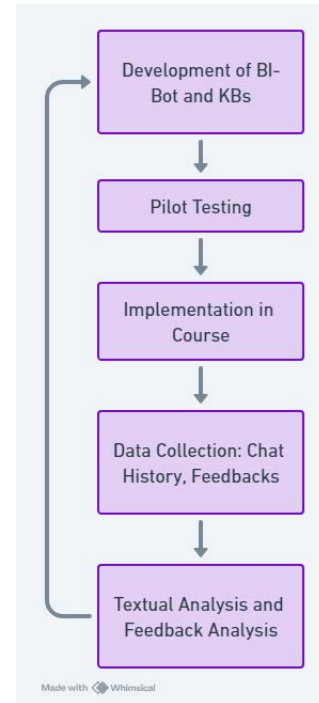 Development of BI-
Bot and KBs
Pilot Testing
Implementation in
Course
Data Collection: Chat
History, Feedbacks
Textual Analysis and
Feedback Analysis
Made with Whimsical